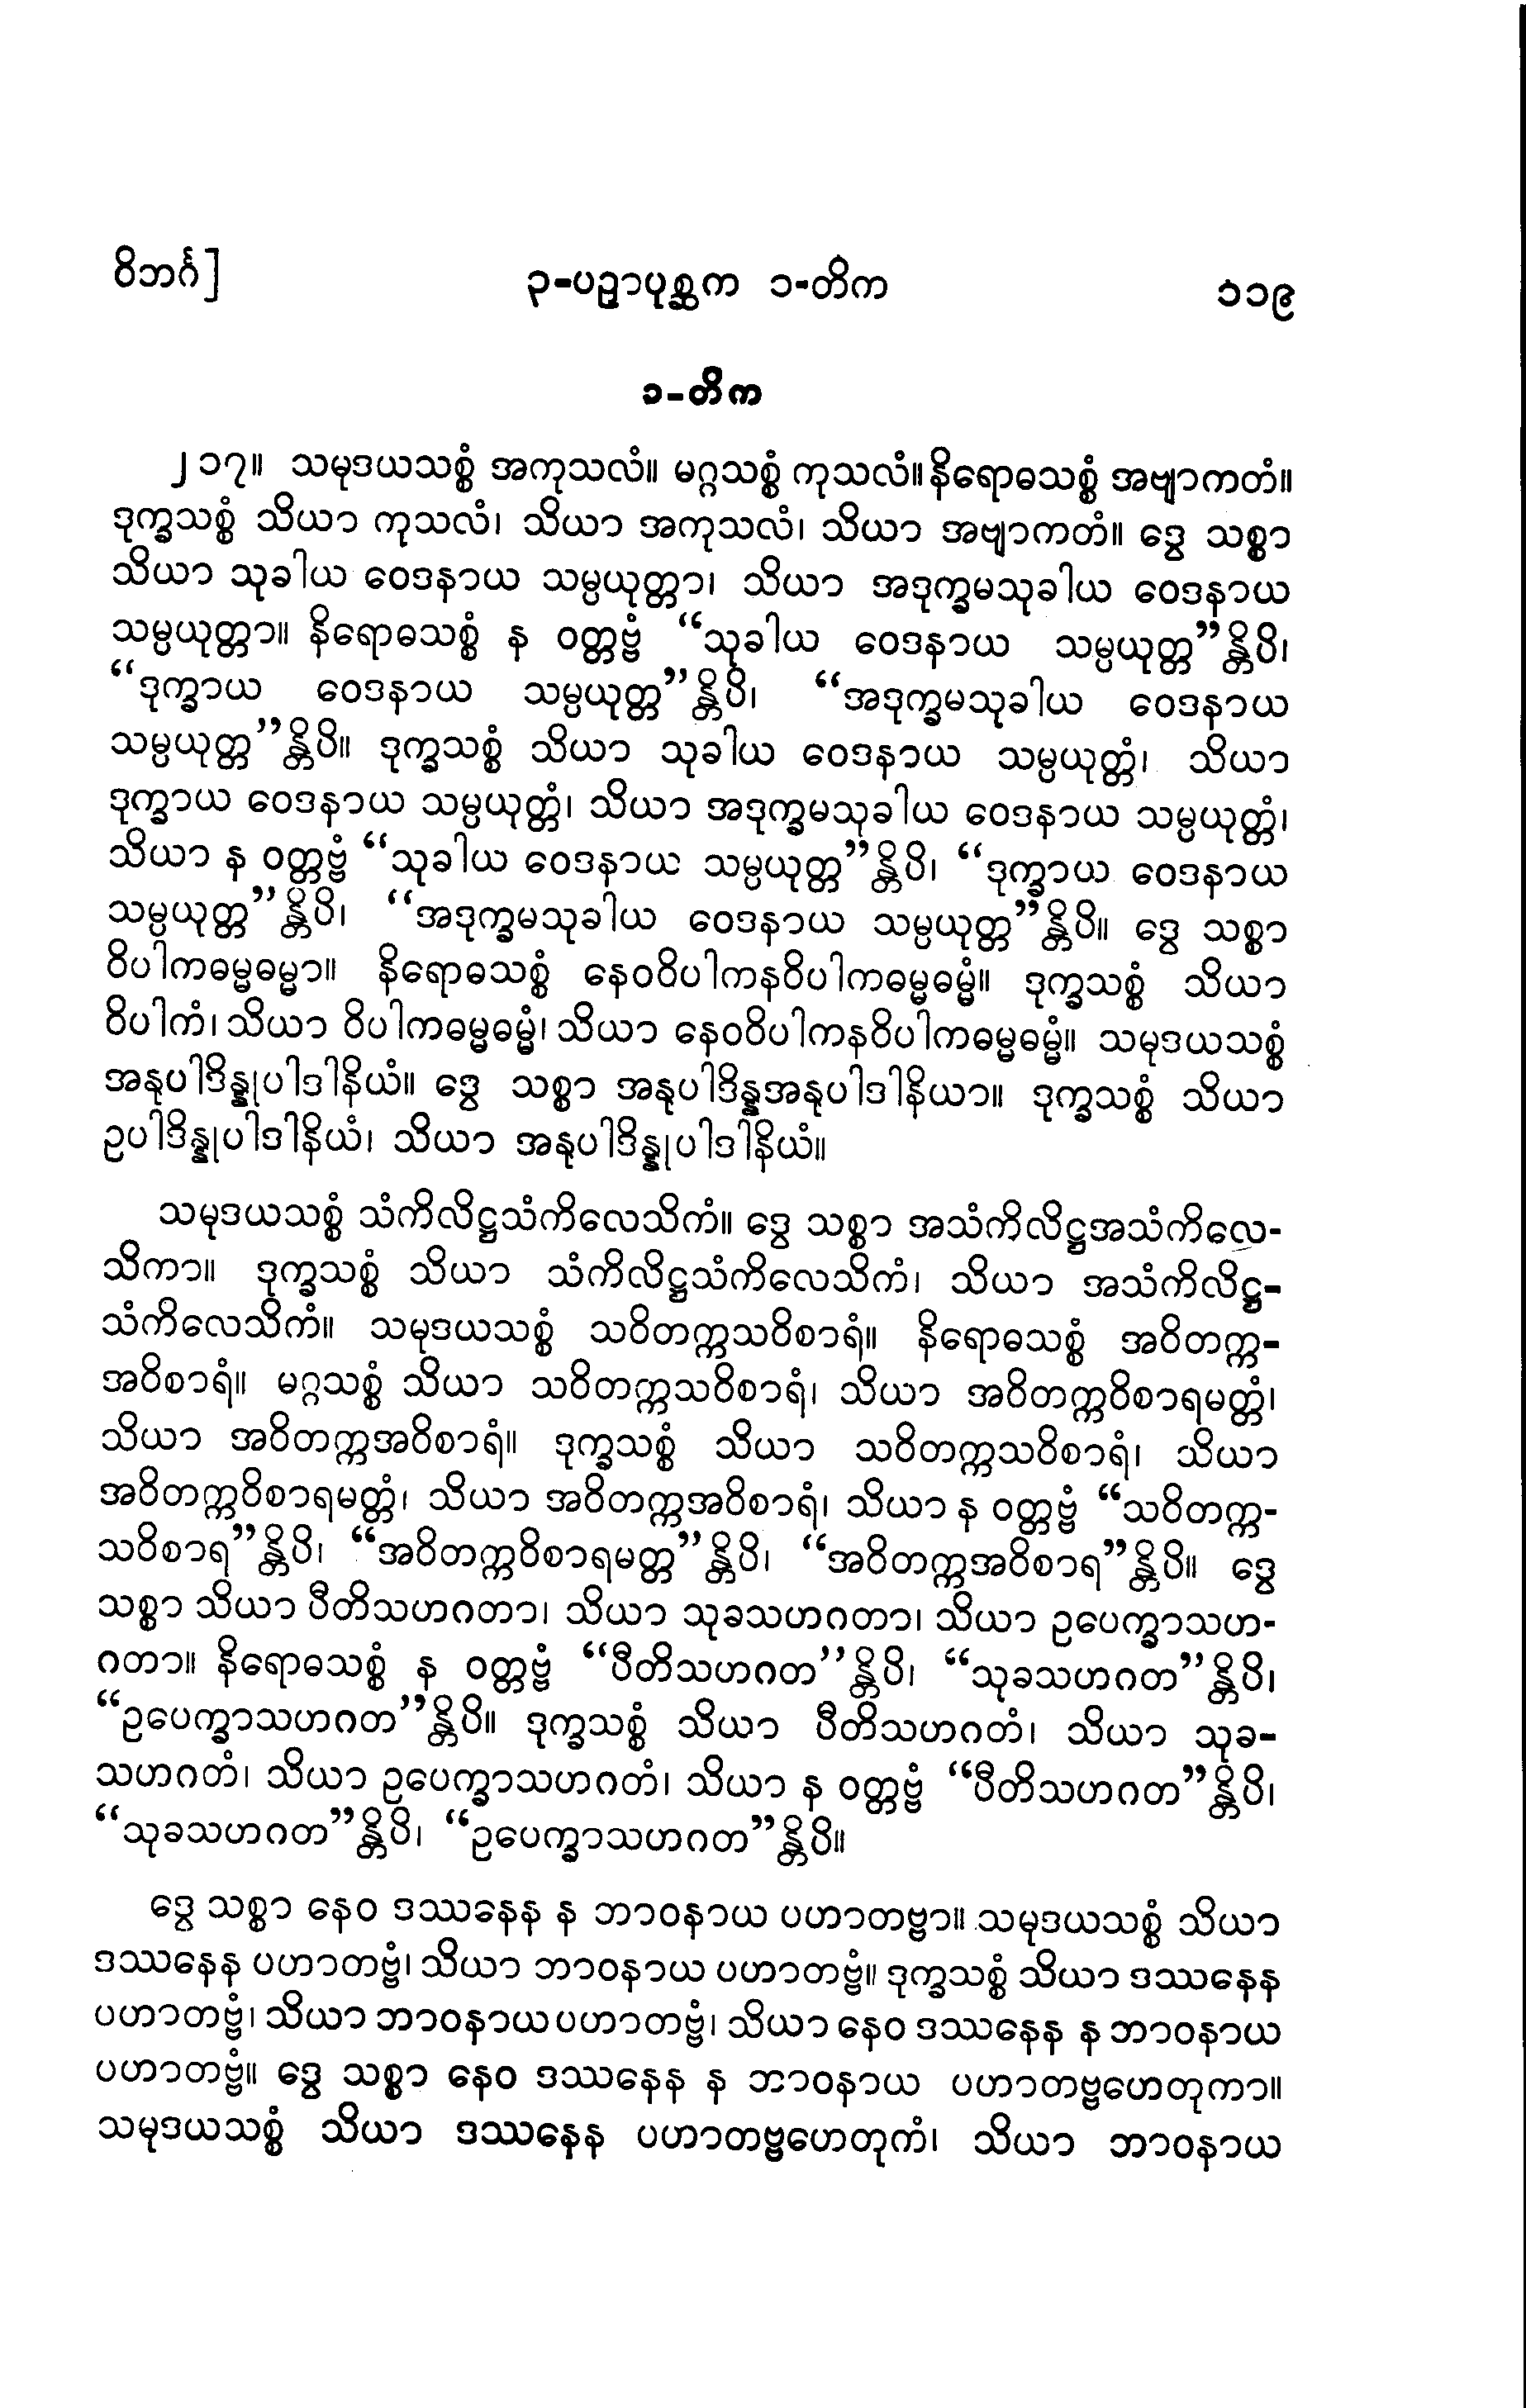 ဝိဘင်္ဂ] ၃-ပဉှာပုစ္ဆက ၁-တိက ၁၁၉
၁-တိက
၂၁၇။ သမုဒယသစ္စံ အကုသလံ။ မဂ္ဂသစ္စံ ကုသလံ။ နိရောဓသစ္စံ အဗျာကတံ။
ဒုက္ခသစ္စံ သိယာ ကုသလံ၊ သိယာ အကုသလံ၊ သိယာ အဗျာကတံ။ ဒွေ သစ္စာ
သိယာ သုခါယ ဝေဒနာယ သမ္ပယုတ္တာ၊ သိယာ အဒုက္ခမသုခါယ ဝေဒနာယ
သမ္ပယုတ္တာ။ နိရောဓသစ္စံ န ဝတ္တဗ္ဗံ “သုခါယ ဝေဒနာယ သမ္ပယုတ္တ”န္တိပိ၊
“ဒုက္ခာယ ဝေဒနာယ သမ္ပယုတ္တ”န္တိပိ၊ “အဒုက္ခမသုခါယ ဝေဒနာယ
သမ္ပယုတ္တ”န္တိပိ။ ဒုက္ခသစ္စံ သိယာ သုခါယ ဝေဒနာယ သမ္ပယုတ္တံ၊ သိယာ
ဒုက္ခာယ ဝေဒနာယ သမ္ပယုတ္တံ၊ သိယာ အဒုက္ခမသုခါယ ဝေဒနာယ သမ္ပယုတ္တံ၊
သိယာ န ဝတ္တဗ္ဗံ “သုခါယ ဝေဒနာယ သမ္ပယုတ္တ”န္တိပိ၊ “ဒုက္ခာယ ဝေဒနာယ
သမ္ပယုတ္တ”န္တိပိ၊ “အဒုက္ခမသုခါယ ဝေဒနာယ သမ္ပယုတ္တ”န္တိပိ။ ဒွေ သစ္စာ
ဝိပါကဓမ္မဓမ္မာ။ နိရောဓသစ္စံ နေဝဝိပါကနဝိပါကဓမ္မဓမ္မံ။ ဒုက္ခသစ္စံ သိယာ
ဝိပါကံ၊ သိယာ ဝိပါကဓမ္မဓမ္မံ၊ သိယာ နေဝဝိပါကနဝိပါကဓမ္မဓမ္မံ။ သမုဒယသစ္စံ
အနုပါဒိန္နုပါဒါနိယံ။ ဒွေ သစ္စာ အနုပါဒိန္နအနုပါဒါနိယာ။ ဒုက္ခသစ္စံ သိယာ
ဥပါဒိန္နုပါဒါနိယံ၊ သိယာ အနုပါဒိန္နုပါဒါနိယံ။
သမုဒယသစ္စံ သံကိလိဋ္ဌသံကိလေသိကံ။ ဒွေ သစ္စာ အသံကိလိဋ္ဌအသံကိလေ-
သိကာ။ ဒုက္ခသစ္စံ သိယာ သံကိလိဋ္ဌသံကိလေသိကံ၊ သိယာ အသံကိလိဋ္ဌ-
သံကိလေသိကံ။ သမုဒယသစ္စံ သဝိတက္ကသဝိစာရံ။ နိရောဓသစ္စံ အဝိတက္က-
အဝိစာရံ။ မဂ္ဂသစ္စံ သိယာ သဝိတက္ကသဝိစာရံ၊ သိယာ အဝိတက္ကဝိစာရမတ္တံ၊
သိယာ အဝိတက္ကအဝိစာရံ။ ဒုက္ခသစ္စံ သိယာ သဝိတက္ကသဝိစာရံ၊ သိယာ
အဝိတက္ကဝိစာရမတ္တံ၊ သိယာ အဝိတက္ကအဝိစာရံ၊ သိယာ န ဝတ္တဗ္ဗံ “သဝိတက္က-
သဝိစာရ”န္တိပိ၊ “အဝိတက္ကဝိစာရမတ္တ”န္တိပိ၊ “အဝိတက္ကအဝိစာရ”န္တိပိ။ ဒွေ
သစ္စာ သိယာ ပီတိသဟဂတာ၊ သိယာ သုခသဟဂတာ၊ သိယာ ဥပေက္ခာသဟ-
ဂတာ။ နိရောဓသစ္စံ န ဝတ္တဗ္ဗံ “ပီတိသဟဂတ”န္တိပိ၊ “သုခသဟဂတ”န္တိပိ၊
“ဥပေက္ခာသဟဂတ”န္တိပိ။ ဒုက္ခသစ္စံ သိယာ ပီတိသဟဂတံ၊ သိယာ သုခ-
သဟဂတံ၊ သိယာ ဥပေက္ခာသဟဂတံ၊ သိယာ န ဝတ္တဗ္ဗံ “ပီတိသဟဂတ”န္တိပိ၊
“သုခသဟဂတ”န္တိပိ၊ “ဥပေက္ခာသဟဂတ”န္တိပိ။
ဒွေ သစ္စာ နေဝ ဒဿနေန န ဘာဝနာယ ပဟာတဗ္ဗာ။ သမုဒယသစ္စံ သိယာ
ဒဿနေန ပဟာတဗ္ဗံ၊ သိယာ ဘာဝနာယ ပဟာတဗ္ဗံ။ ဒုက္ခသစ္စံ သိယာ ဒဿနေန
ပဟာတဗ္ဗံ၊ သိယာ ဘာဝနာယ ပဟာတဗ္ဗံ၊ သိယာ နေဝ ဒဿနေန န ဘာဝနာယ
ပဟာတဗ္ဗံ။ ဒွေ သစ္စာ နေဝ ဒဿနေန န ဘာဝနာယ ပဟာတဗ္ဗဟေတုကာ။
သမုဒယသစ္စံ သိယာ ဒဿနေန ပဟာတဗ္ဗဟေတုကံ၊ သိယာ ဘာဝနာယ